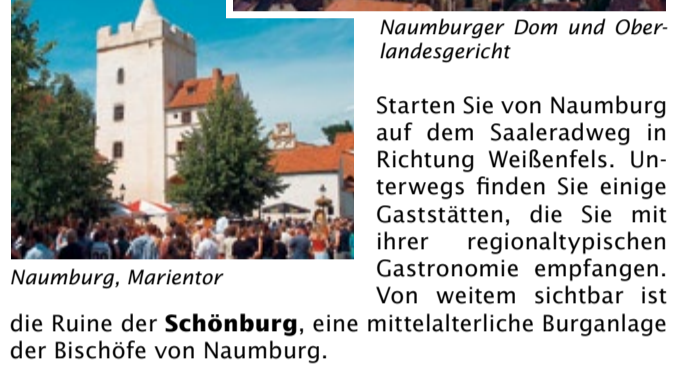 Naumburger Dom und Ober-
landesgericht
Starten Sie von Naumburg
auf dem Saaleradweg in
Richtung Weißenfels. Un-
terwegs finden Sie einige
Gaststätten, die Sie mit
ihrer regionaltypischen
Gastronomie empfangen.
Von weitem sichtbar ist
Naumburg, Marientor
die Ruine der Schönburg, eine mittelalterliche Burganlage
der Bischöfe von Naumburg.